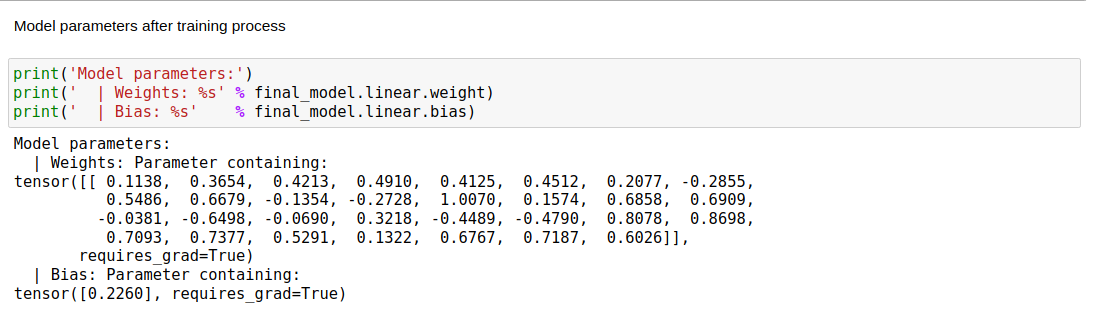 Model parameters after training process
print('Model parameters:')
print('  | Weights: %s' % final_model.linear.weight)
print('  | Bias: %s'    % final_model.linear.bias)
Model parameters:
  | Weights: Parameter containing:
tensor([[ 0.1138,  0.3654,  0.4213,  0.4910,  0.4125,  0.4512,  0.2077, -0.2855,
          0.5486,  0.6679, -0.1354, -0.2728,  1.0070,  0.1574,  0.6858,  0.6909,
         -0.0381, -0.6498, -0.0690,  0.3218, -0.4489, -0.4790,  0.8078,  0.8698,
          0.7093,  0.7377,  0.5291,  0.1322,  0.6767,  0.7187,  0.6026]],
       requires_grad=True)
  | Bias: Parameter containing:
tensor([0.2260], requires_grad=True)